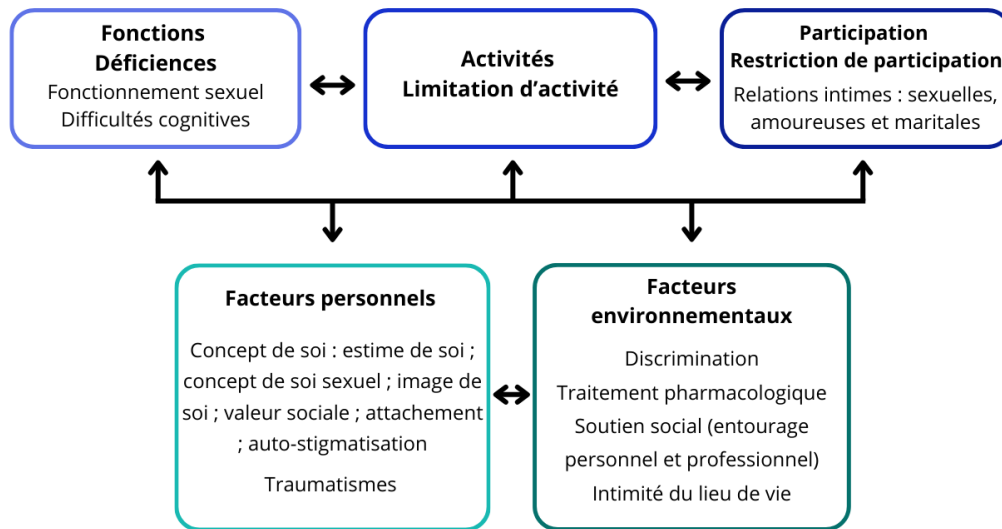 Fonctions
Déficiences
Fonctionnement sexuel
Difficultés cognitives
Activités
Limitation d’activité
Participation
Restriction de participation
Relations intimes : sexuelles,
amoureuses et maritales
Facteurs personnels
Concept de soi : estime de soi ;
concept de soi sexuel ; image de
soi ; valeur sociale ; attachement
; auto-stigmatisation
Traumatismes
Facteurs
environnementaux
Discrimination
Traitement pharmacologique
Soutien social (entourage
personnel et professionnel)
Intimité du lieu de vie